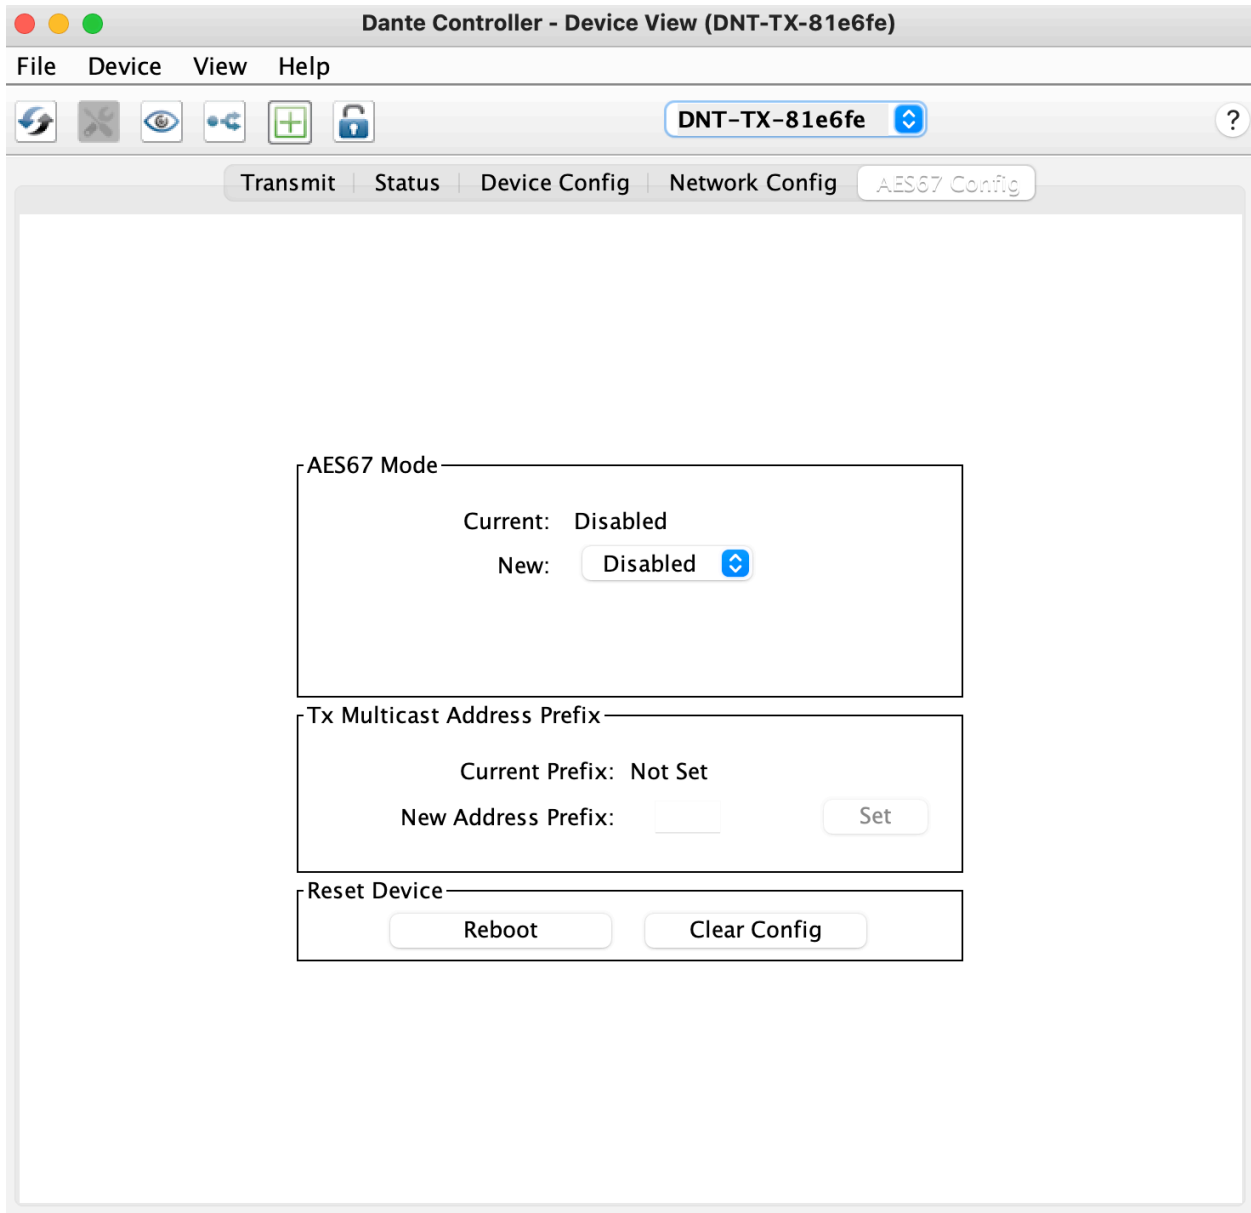 Dante Controller - Device View (DNT-TX-81e6fe)
File Device View Help
DNT-TX-81e6fe ?
Transmit Status Device Config Network Config AES67 Config
AES67 Mode
Current: Disabled
New: Disabled
Tx Multicast Address Prefix
Current Prefix: Not Set
New Address Prefix: Set
Reset Device
Reboot Clear Config